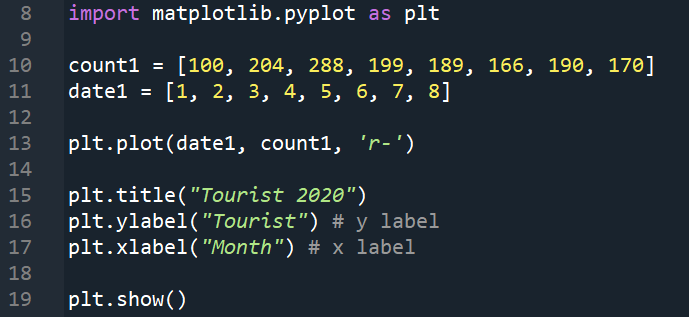 8 import matplotlib.pyplot as plt
9
10 count1 = [100, 204, 288, 199, 189, 166, 190, 170]
11 date1 = [1, 2, 3, 4, 5, 6, 7, 8]
12
13 plt.plot(date1, count1, 'r-')
14
15 plt.title("Tourist 2020")
16 plt.ylabel("Tourist") # y label
17 plt.xlabel("Month") # x label
18
19 plt.show()